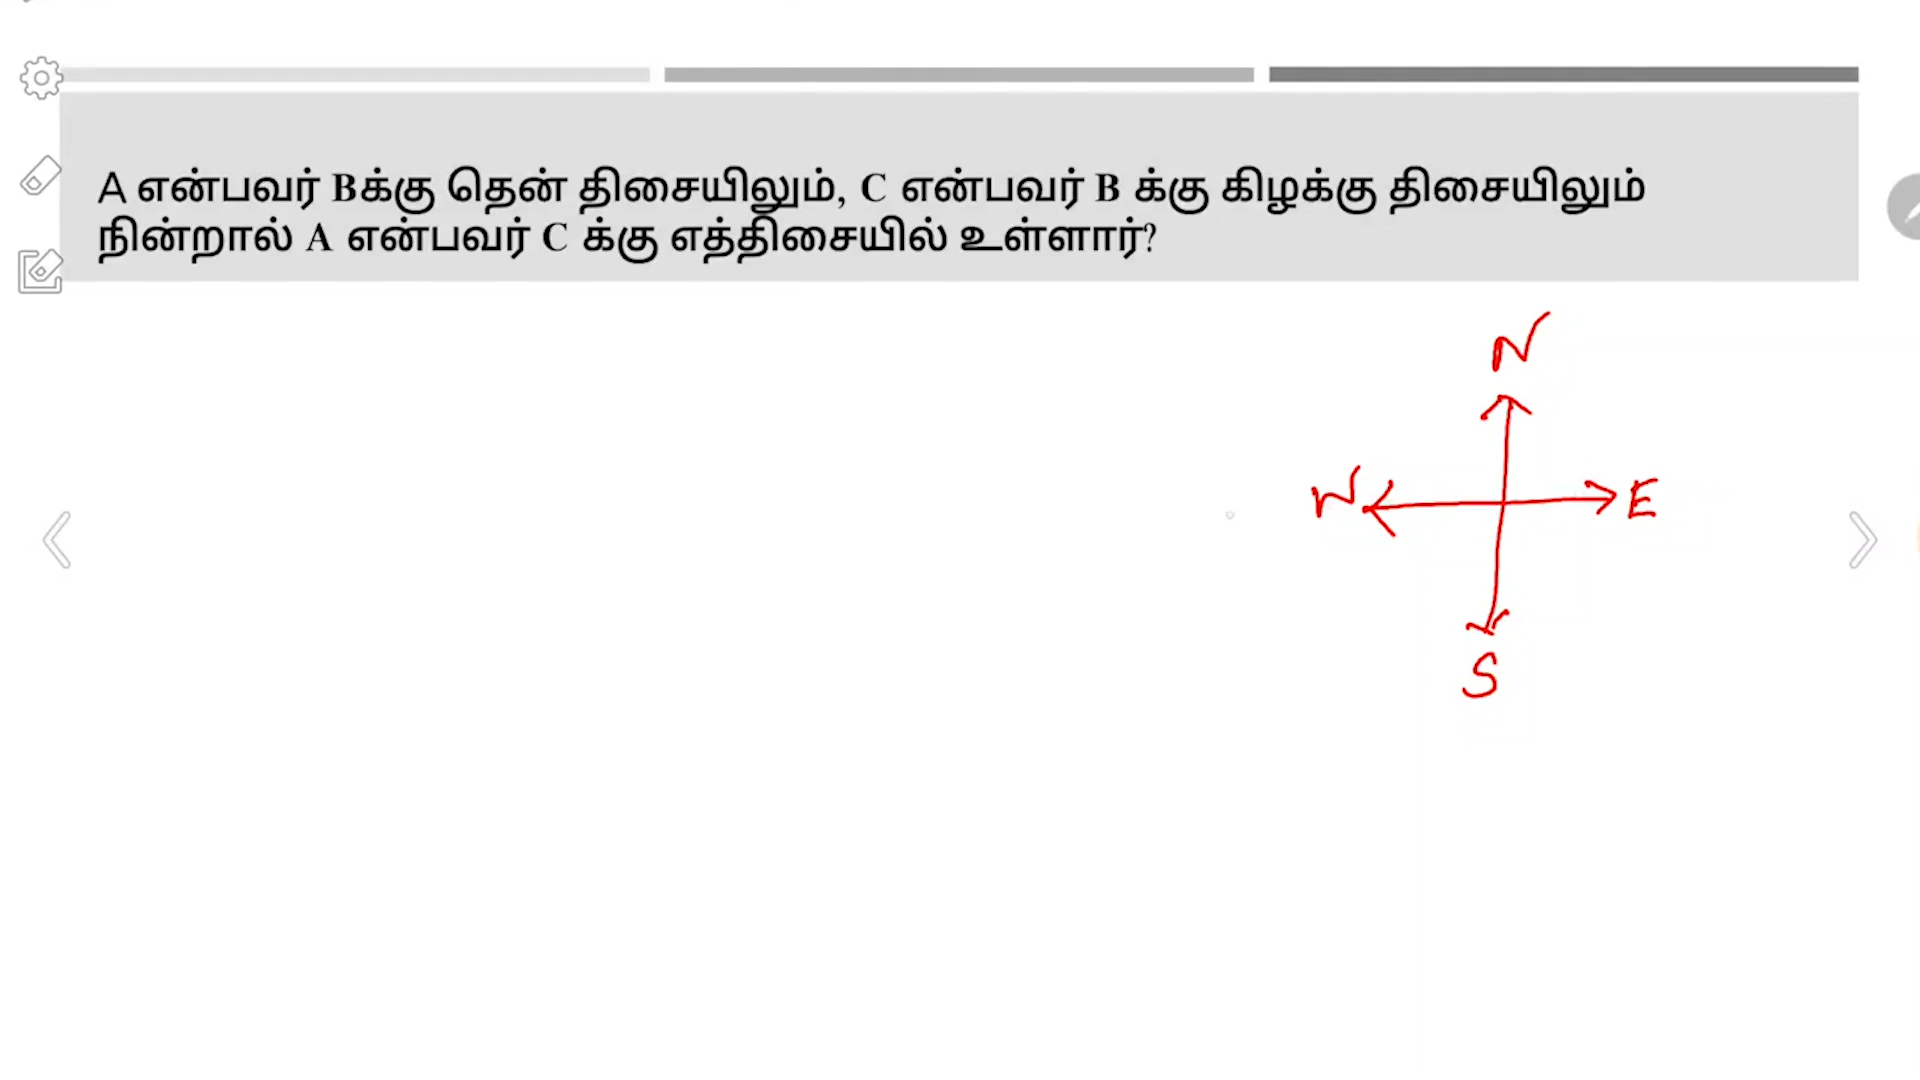 A என்பவர் Bக்கு தென் திசையிலும், C என்பவர் B க்கு கிழக்கு திசையிலும்
நின்றால் A என்பவர் C க்கு எத்திசையில் உள்ளார்?
N
W E
S